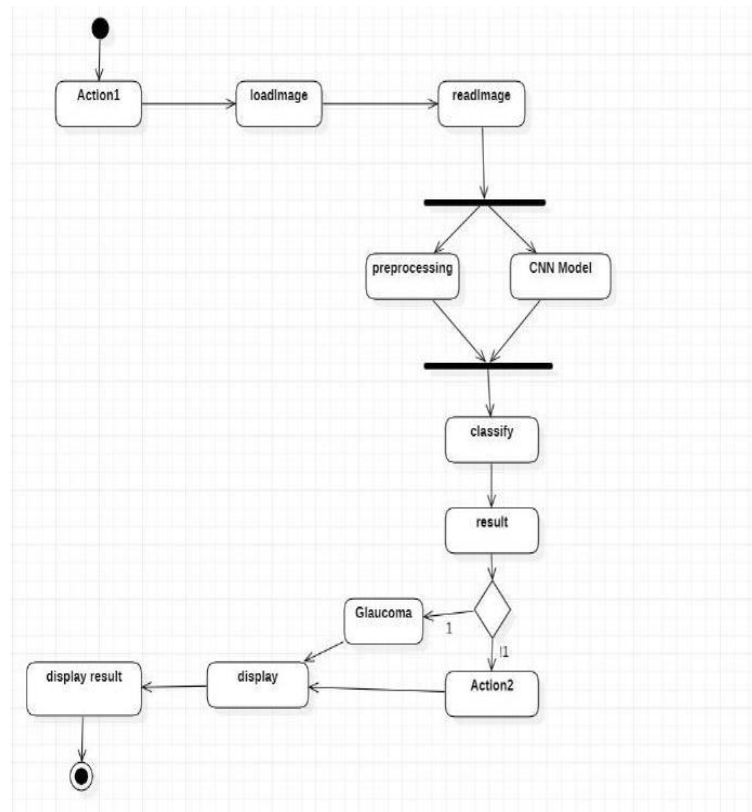 Action1
loadImage
readImage
preprocessing
CNN Model
classify
result
Glaucoma
1
!1
display result
display
Action2